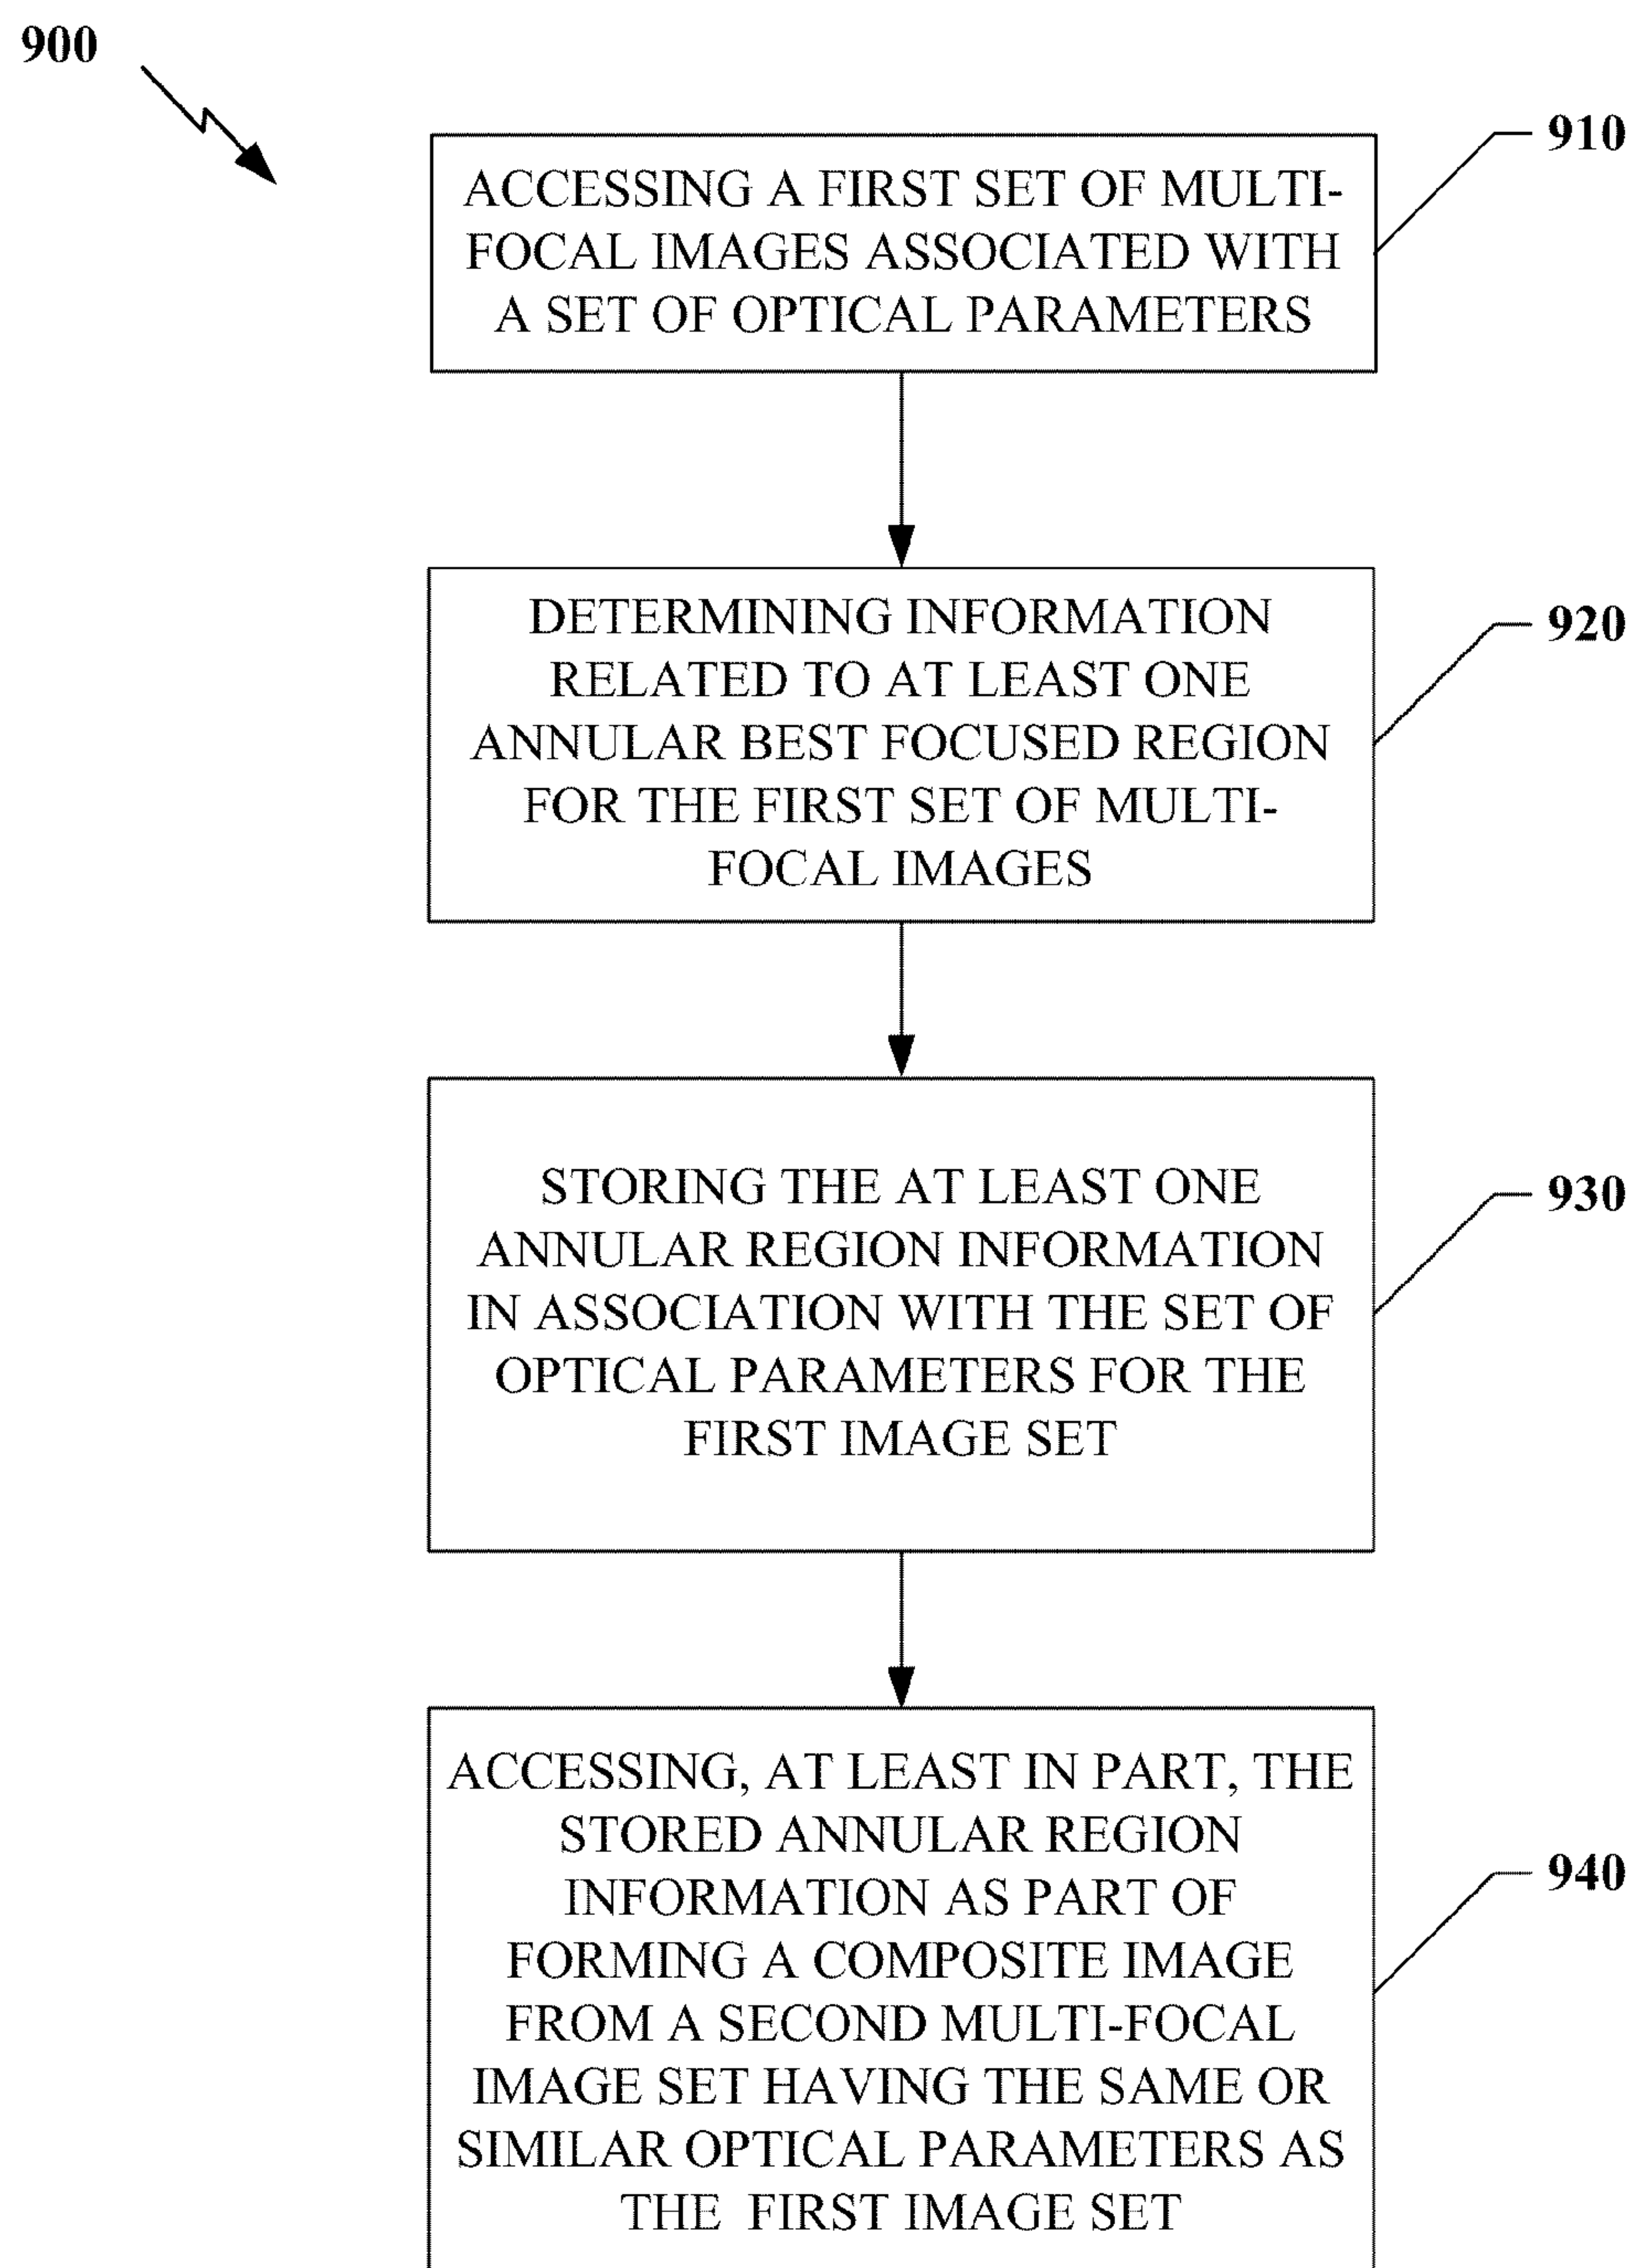 900
910
ACCESSING A FIRST SET OF MULTI-
FOCAL IMAGES ASSOCIATED WITH
A SET OF OPTICAL PARAMETERS
920
DETERMINING INFORMATION
RELATED TO AT LEAST ONE
ANNULAR BEST FOCUSED REGION
FOR THE FIRST SET OF MULTI-
FOCAL IMAGES
930
STORING THE AT LEAST ONE
ANNULAR REGION INFORMATION
IN ASSOCIATION WITH THE SET OF
OPTICAL PARAMETERS FOR THE
FIRST IMAGE SET
940
ACCESSING, AT LEAST IN PART, THE
STORED ANNULAR REGION
INFORMATION AS PART OF
FORMING A COMPOSITE IMAGE
FROM A SECOND MULTI-FOCAL
IMAGE SET HAVING THE SAME OR
SIMILAR OPTICAL PARAMETERS AS
THE FIRST IMAGE SET